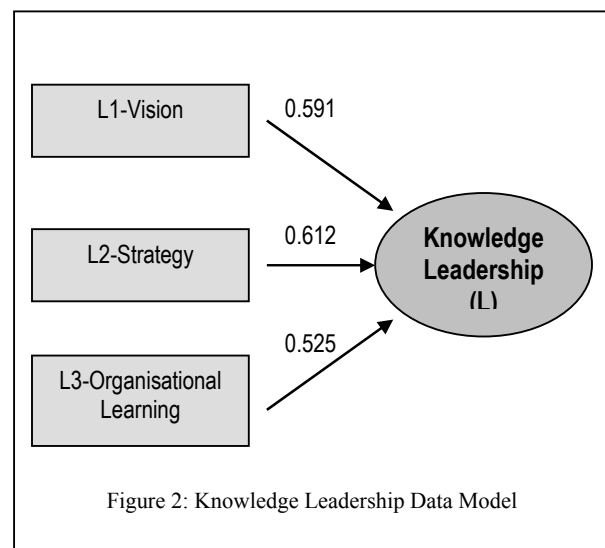 L1-Vision
0.591
L2-Strategy
0.612
Knowledge
Leadership
(L)
L3-Organisational
Learning
0.525
Figure 2: Knowledge Leadership Data Model